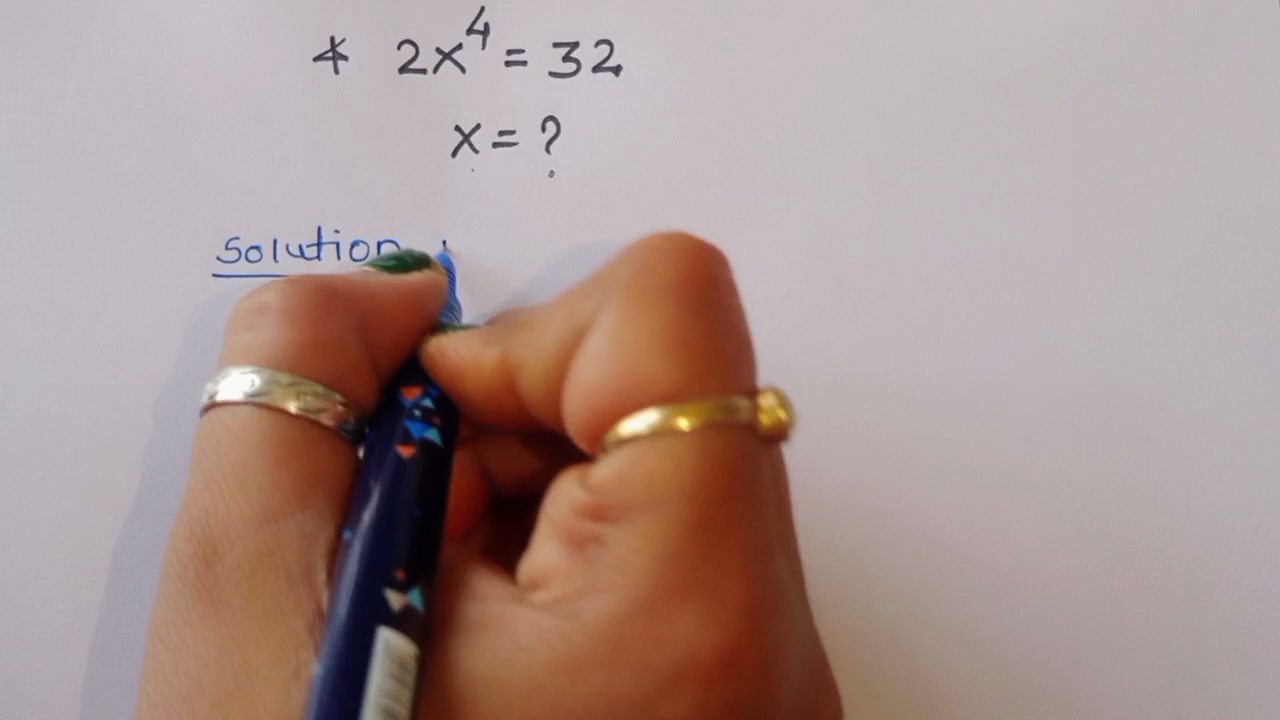 * 2x⁴ = 32
x = ?
Solution